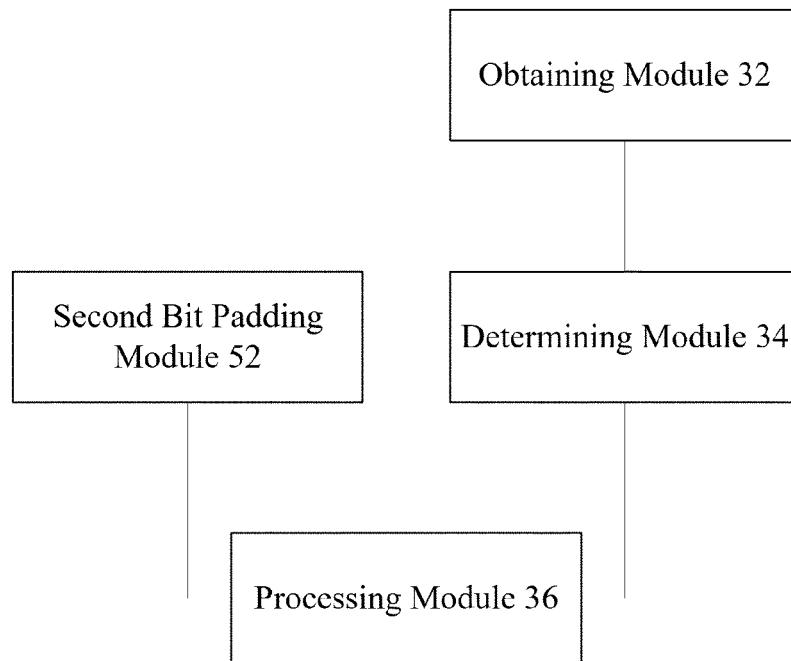 Obtaining Module 32
Second Bit Padding
Module 52
Determining Module 34
Processing Module 36